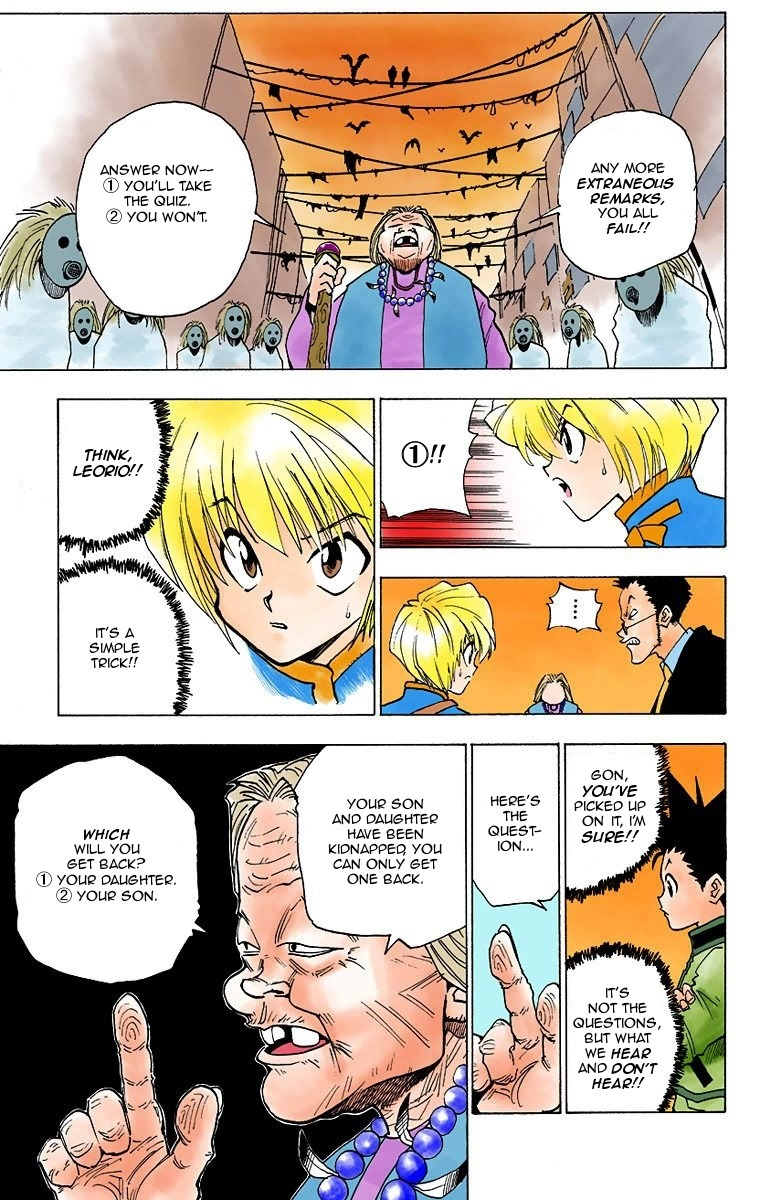 ANY MORE
EXTRANEOUS
REMARKS,
YOU ALL
FAIL!!
ANSWER NOW--
① YOU'LL TAKE
THE QUIZ.
② YOU WON'T.
①!!
....
THINK,
LEORIO!!
IT'S A
SIMPLE
TRICK!!
GON,
YOU'VE
PICKED UP
ON IT, I'M
SURE!!
IT'S
NOT THE
QUESTIONS,
BUT WHAT
WE HEAR
AND DON'T
HEAR!!
HERE'S
THE
QUEST-
ION...
YOUR SON
AND DAUGHTER
HAVE BEEN
KIDNAPPED, YOU
CAN ONLY GET
ONE BACK.
WHICH
WILL YOU
GET BACK?
① YOUR DAUGHTER.
② YOUR SON.